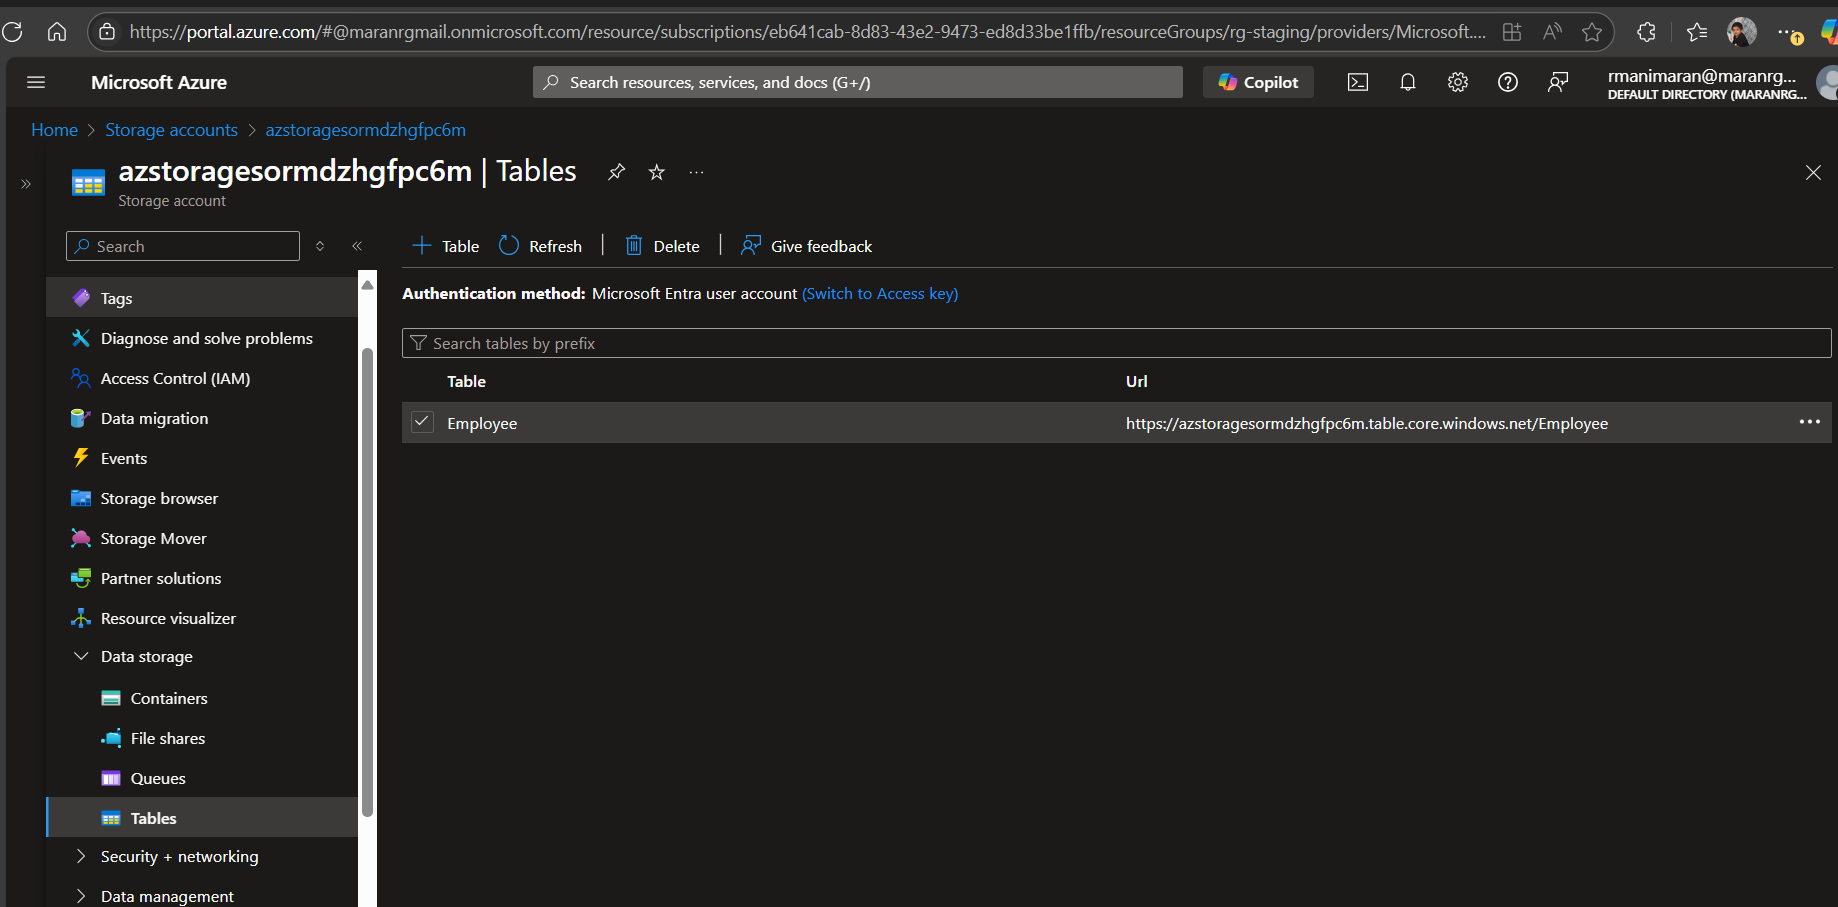 https://portal.azure.com/#@maranrgmail.onmicrosoft.com/resource/subscriptions/eb641cab-8d83-43e2-9473-ed8d33be1ffb/resourceGroups/rg-staging/providers/Microsoft....
Microsoft Azure
Search resources, services, and docs (G+/)
Copilot
rmanimaran@maranrg...
DEFAULT DIRECTORY (MARANRG...
Home > Storage accounts > azstoragesormdzhgfpc6m
azstoragesormdzhgfpc6m | Tables
Storage account
Search
Table
Refresh
Delete
Give feedback
Tags
Diagnose and solve problems
Access Control (IAM)
Data migration
Events
Storage browser
Storage Mover
Partner solutions
Resource visualizer
Data storage
Containers
File shares
Queues
Tables
Security + networking
Data management
Authentication method: Microsoft Entra user account (Switch to Access key)
Search tables by prefix
Table Url
Employee https://azstoragesormdzhgfpc6m.table.core.windows.net/Employee